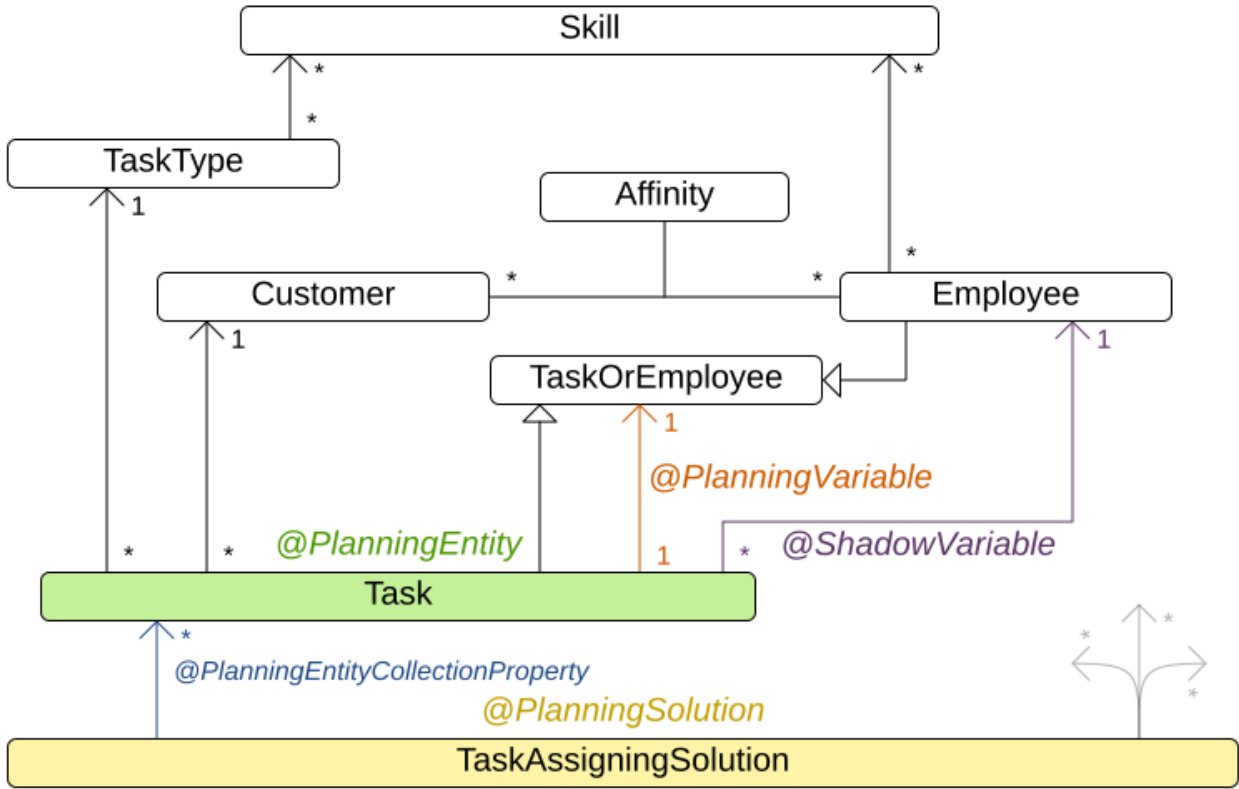 Skill
*
*
*
TaskType
1
Affinity
*
*
*
Customer
Employee
1
1
TaskOrEmployee
1
@PlanningVariable
@PlanningEntity
@ShadowVariable
*
*
1
*
Task
*
@PlanningEntityCollectionProperty
*
*
*
@PlanningSolution
TaskAssigningSolution